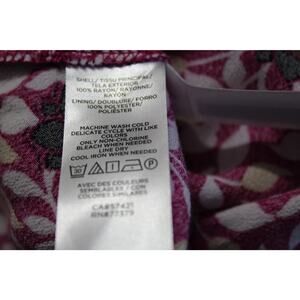 SHELL/ TISSU PRINCIPAL/
TELA EXTERIOR
100% RAYON/ RAYONNE/
RAYON
LINING/ DOUBLURE/ FORRO
100% POLYESTER/
POLIÉSTER
MACHINE WASH COLD
DELICATE CYCLE WITH LIKE
COLORS
ONLY NON-CHLORINE
BLEACH WHEN NEEDED
LINE DRY
COOL IRON WHEN NEEDED
30
P
AVEC DES COULEURS
SEMBLABLES / CON
COLORES SIMILARES
CA#57421
RN#77379